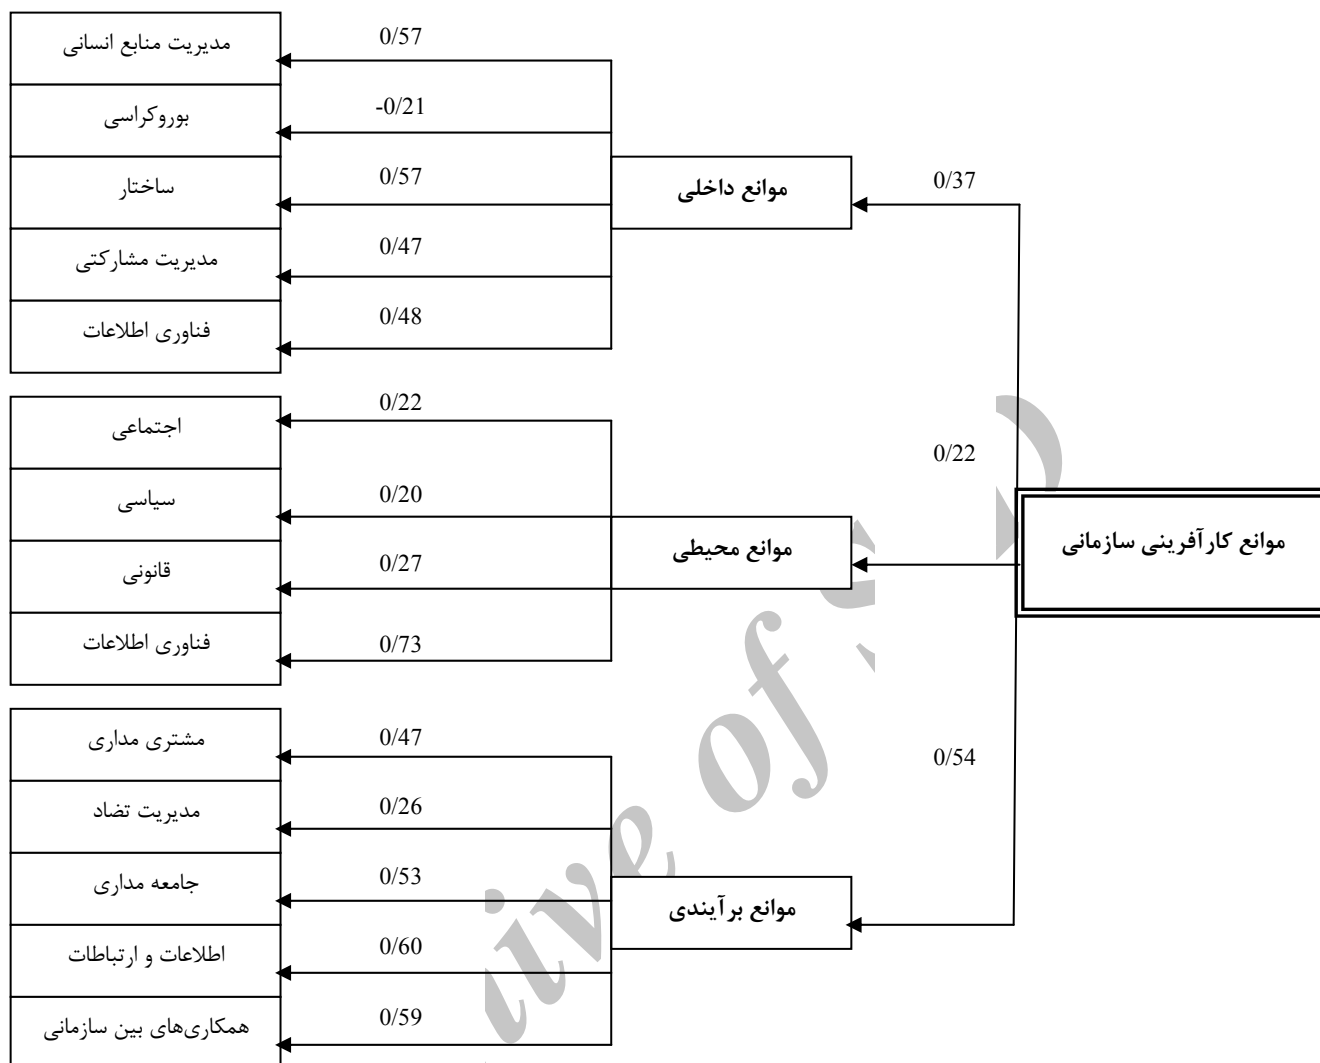 مدیریت منابع انسانی
0/57
بوروکراسی
-0/21
ساختار
0/57
مدیریت مشارکتی
0/47
فناوری اطلاعات
0/48
موانع داخلی
0/37
اجتماعی
0/22
سیاسی
0/20
قانونی
0/27
فناوری اطلاعات
0/73
موانع محیطی
0/22
موانع کارآفرینی سازمانی
مشتری مداری
0/47
مدیریت تضاد
0/26
جامعه مداری
0/53
اطلاعات و ارتباطات
0/60
همکاری‌های بین سازمانی
0/59
موانع برآیندی
0/54
of